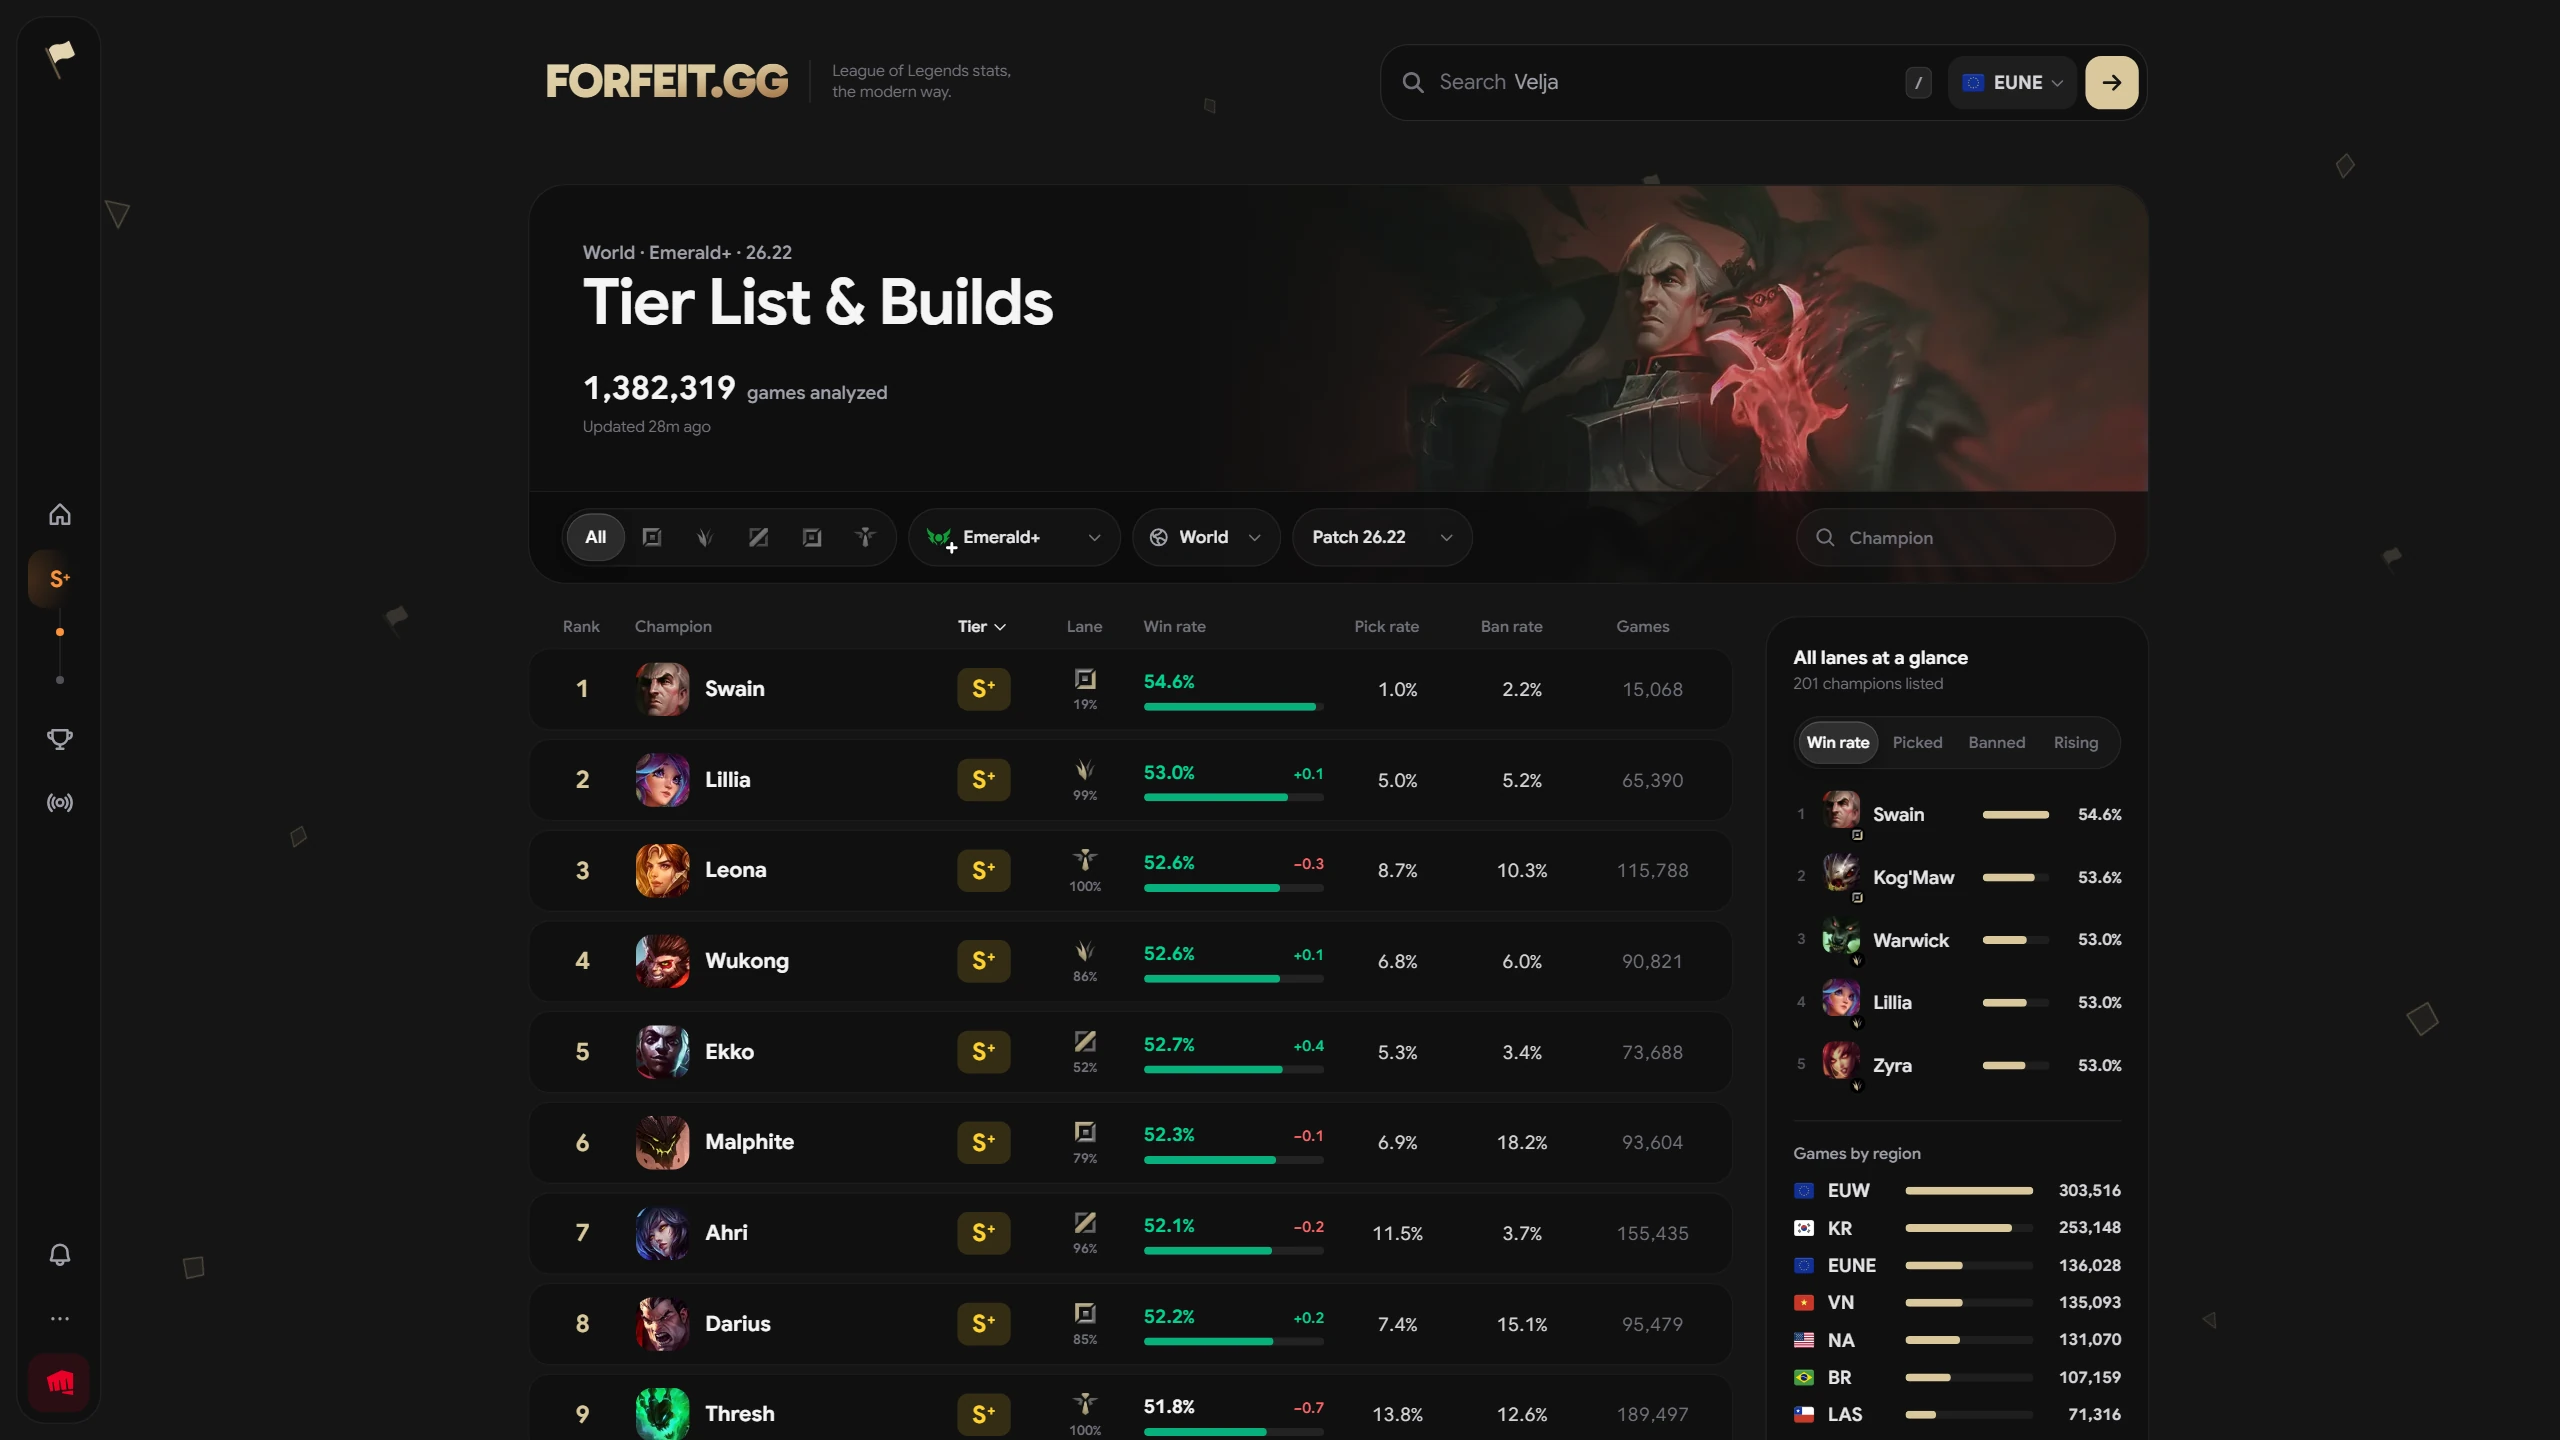 FORFEIT.GG
League of Legends stats,
the modern way.
Search Velja
/
EUNE
World · Emerald+ · 26.22
Tier List & Builds
1,382,319 games analyzed
Updated 28m ago
All
Emerald+
World
Patch 26.22
Champion
S+
Rank Champion Tier Lane Win rate Pick rate Ban rate Games
1 Swain S+ 19% 54.6% 1.0% 2.2% 15,068
2 Lillia S+ 99% 53.0% +0.1 5.0% 5.2% 65,390
3 Leona S+ 100% 52.6% −0.3 8.7% 10.3% 115,788
4 Wukong S+ 86% 52.6% +0.1 6.8% 6.0% 90,821
5 Ekko S+ 52% 52.7% +0.4 5.3% 3.4% 73,688
6 Malphite S+ 79% 52.3% −0.1 6.9% 18.2% 93,604
7 Ahri S+ 96% 52.1% −0.2 11.5% 3.7% 155,435
8 Darius S+ 85% 52.2% +0.2 7.4% 15.1% 95,479
9 Thresh S+ 100% 51.8% −0.7 13.8% 12.6% 189,497
All lanes at a glance
201 champions listed
Win rate Picked Banned Rising
1 Swain 54.6%
2 Kog'Maw 53.6%
3 Warwick 53.0%
4 Lillia 53.0%
5 Zyra 53.0%
Games by region
EUW 303,516
KR 253,148
EUNE 136,028
VN 135,093
NA 131,070
BR 107,159
LAS 71,316